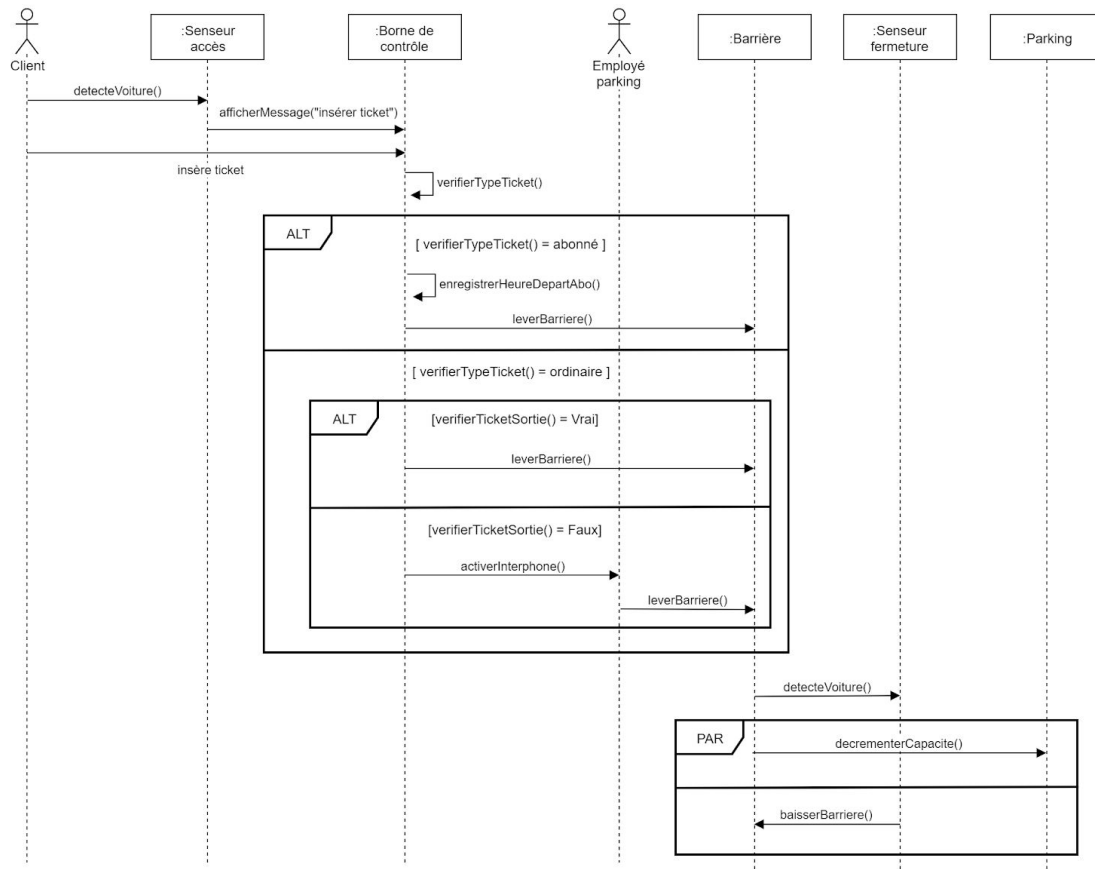 Client
:Senseur
accès
:Borne de
contrôle
Employé
parking
:Barrière
:Senseur
fermeture
:Parking
detecteVoiture()
afficherMessage("insérer ticket")
insère ticket
verifierTypeTicket()
ALT
[ verifierTypeTicket() = abonné ]
enregistrerHeureDepartAbo()
leverBarriere()
[ verifierTypeTicket() = ordinaire ]
ALT
[verifierTicketSortie() = Vrai]
leverBarriere()
[verifierTicketSortie() = Faux]
activerInterphone()
leverBarriere()
detecteVoiture()
PAR
decrementerCapacite()
baisserBarriere()